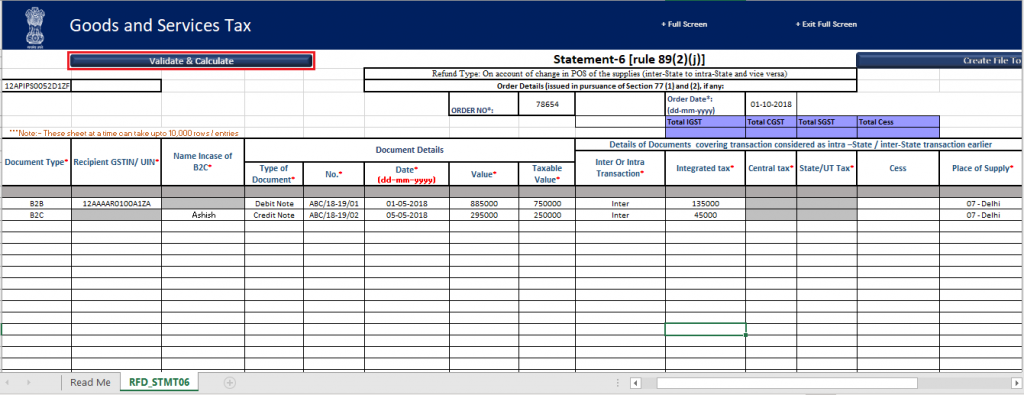 Goods and Services Tax
+ Full Screen
+ Exit Full Screen
Validate & Calculate
Statement-6 [rule 89(2)(j)]
Create File To
Refund Type: On account of change in POS of the supplies (inter-State to intra-State and vice versa)
12APIPS0052D1ZF
Order Details (issued in pursuance of Section 77 (1) and (2), if any:
ORDER NO*:
78654
Order Date*:
(dd-mm-yyyy)
01-10-2018
Total IGST
Total CGST
Total SGST
Total Cess
***Note:- These sheet at a time can take upto 10,000 rows / entries
Document Type*
Recipient GSTIN/ UIN*
Name Incase of
B2C*
Document Details
Details of Documents covering transaction considered as intra –State / inter-State transaction earlier
Type of
Document*
No.*
Date*
(dd-mm-yyyy)
Value*
Taxable
Value*
Inter Or Intra
Transaction*
Integrated tax*
Central tax*
State/UT Tax*
Cess
Place of Supply*
B2B 12AAAAR0100A1ZA Debit Note ABC/18-19/01 01-05-2018 885000 750000 Inter 135000 07 - Delhi
B2C Ashish Credit Note ABC/18-19/02 05-05-2018 295000 250000 Inter 45000 07 - Delhi
Read Me
RFD_STMT06